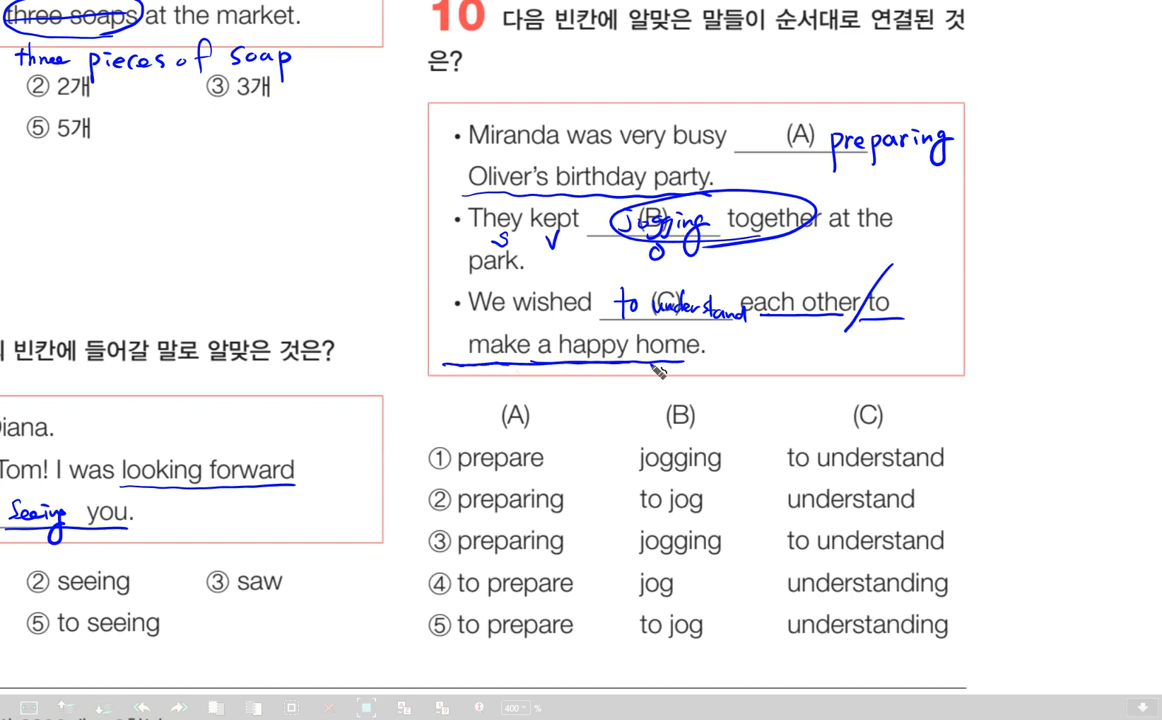 three soaps at the market.
three pieces of soap
② 2개 ③ 3개
⑤ 5개
빈칸에 들어갈 말로 알맞은 것은?
Diana.
Tom! I was looking forward
seeing you.
② seeing ③ saw
⑤ to seeing
10 다음 빈칸에 알맞은 말들이 순서대로 연결된 것
은?
• Miranda was very busy (A) preparing
Oliver's birthday party.
• They kept (B) jogging together at the
S V O
park.
• We wished (C) to understand each other / to
make a happy home.
(A) (B) (C)
① prepare jogging to understand
② preparing to jog understand
③ preparing jogging to understand
④ to prepare jog understanding
⑤ to prepare to jog understanding
400 %